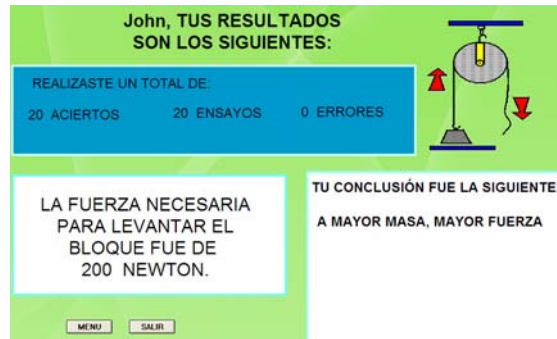 John, TUS RESULTADOS
SON LOS SIGUIENTES:
REALIZASTE UN TOTAL DE:
20 ACIERTOS 20 ENSAYOS 0 ERRORES
LA FUERZA NECESARIA
PARA LEVANTAR EL
BLOQUE FUE DE
200 NEWTON.
TU CONCLUSIÓN FUE LA SIGUIENTE
A MAYOR MASA, MAYOR FUERZA
MENU SALIR